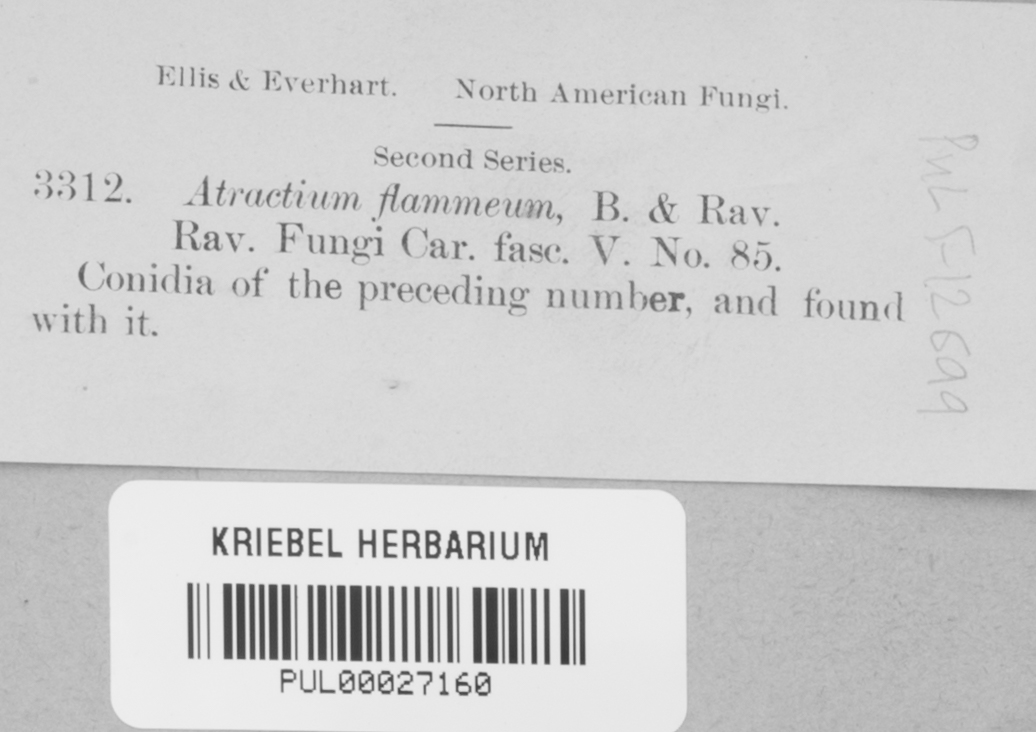 Ellis & Everhart. North American Fungi.
Second Series.
3312. Atractium flammeum, B. & Rav.
Rav. Fungi Car. fasc. V. No. 85.
Conidia of the preceding number, and found
with it.
PUL F-12699
KRIEBEL HERBARIUM
PUL00027160